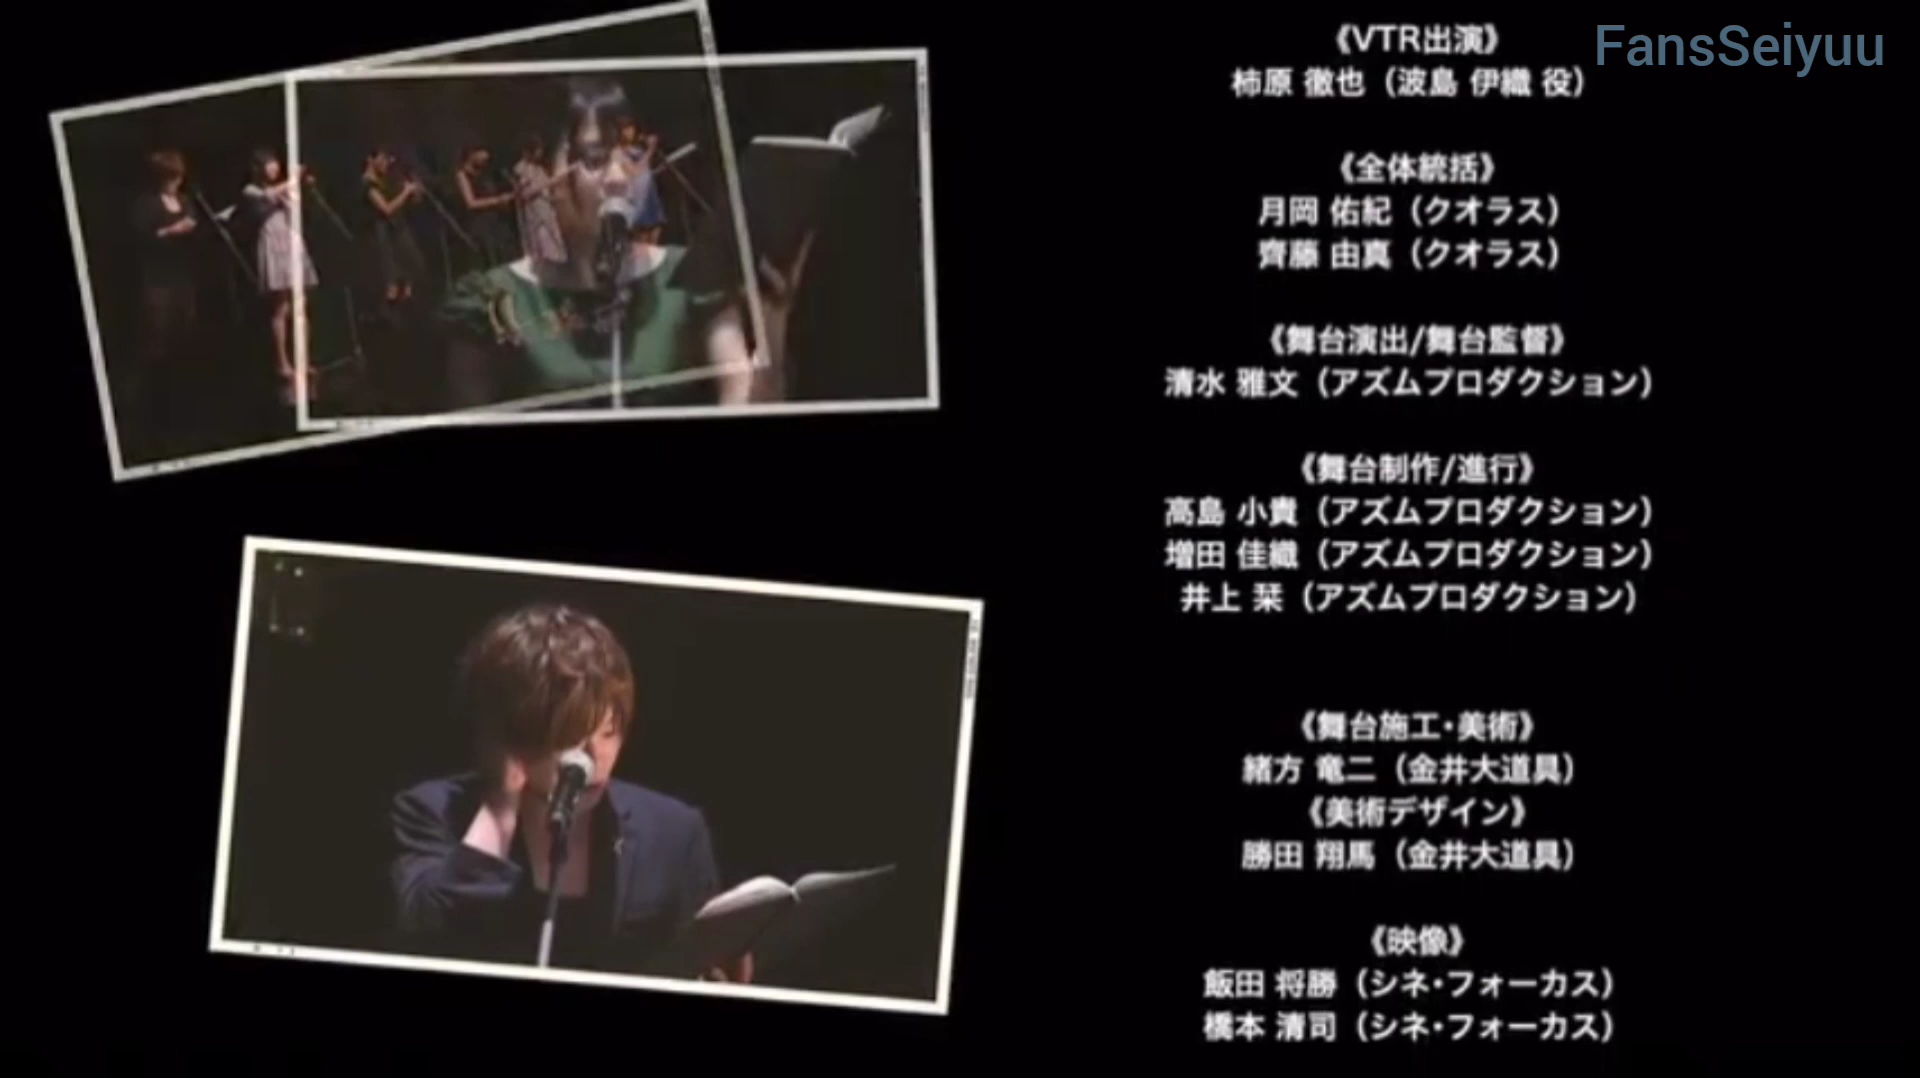 FansSeiyuu
《VTR出演》
柿原 徹也（波島 伊織 役）
《全体統括》
月岡 佑紀（クオラス）
齊藤 由真（クオラス）
《舞台演出/舞台監督》
清水 雅文（アズムプロダクション）
《舞台制作/進行》
高島 小貴（アズムプロダクション）
増田 佳織（アズムプロダクション）
井上 栞（アズムプロダクション）
《舞台施工・美術》
緒方 竜二（金井大道具）
《美術デザイン》
勝田 翔馬（金井大道具）
《映像》
飯田 将勝（シネ・フォーカス）
橋本 清司（シネ・フォーカス）